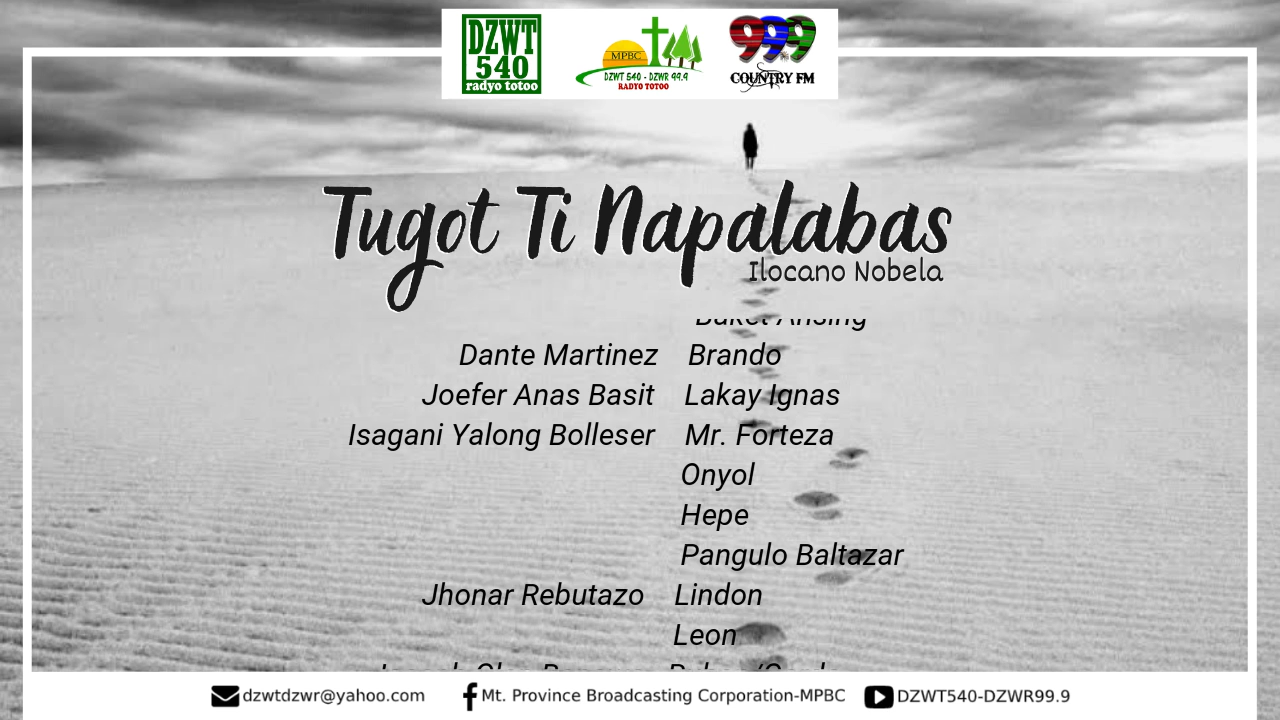 DZWT
540
radyo totoo
MPBC
DZWT 540 - DZWR 99.9
RADYO TOTOO
99.9
COUNTRY FM
Tugot Ti Napalabas
Ilocano Nobela
Dante Martinez Brando
Joefer Anas Basit Lakay Ignas
Isagani Yalong Bolleser Mr. Forteza
Onyol
Hepe
Pangulo Baltazar
Jhonar Rebutazo Lindon
Leon
dzwtdzwr@yahoo.com Mt. Province Broadcasting Corporation-MPBC DZWT540-DZWR99.9